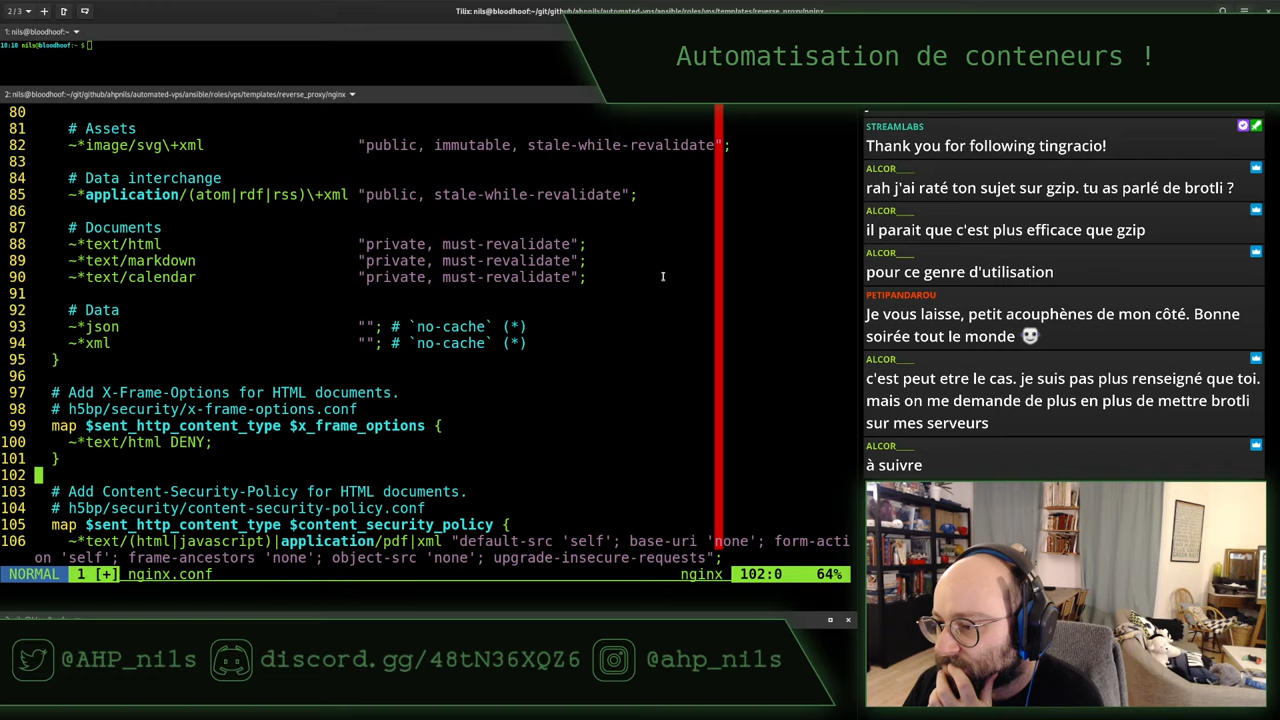 2 / 3
Tilix: nils@bloodhoof:~/git/github/ahpnils/automated-vps/ansible/roles/vps/templates/reverse_proxy/nginx
1: nils@bloodhoof:~
18:18 nils@bloodhoof:~ $
Automatisation de conteneurs !
2: nils@bloodhoof:~/git/github/ahpnils/automated-vps/ansible/roles/vps/templates/reverse_proxy/nginx
80
81 # Assets
82 ~*image/svg\+xml "public, immutable, stale-while-revalidate";
83
84 # Data interchange
85 ~*application/(atom|rdf|rss)\+xml "public, stale-while-revalidate";
86
87 # Documents
88 ~*text/html "private, must-revalidate";
89 ~*text/markdown "private, must-revalidate";
90 ~*text/calendar "private, must-revalidate";
91
92 # Data
93 ~*json ""; # `no-cache` (*)
94 ~*xml ""; # `no-cache` (*)
95 }
96
97 # Add X-Frame-Options for HTML documents.
98 # h5bp/security/x-frame-options.conf
99 map $sent_http_content_type $x_frame_options {
100 ~*text/html DENY;
101 }
102
103 # Add Content-Security-Policy for HTML documents.
104 # h5bp/security/content-security-policy.conf
105 map $sent_http_content_type $content_security_policy {
106 ~*text/(html|javascript)|application/pdf|xml "default-src 'self'; base-uri 'none'; form-acti
on 'self'; frame-ancestors 'none'; object-src 'none'; upgrade-insecure-requests";
NORMAL 1 [+] nginx.conf nginx 102:0 64%
STREAMLABS
Thank you for following tingracio!
ALCOR____
rah j'ai raté ton sujet sur gzip. tu as parlé de brotli ?
ALCOR____
il parait que c'est plus efficace que gzip
ALCOR____
pour ce genre d'utilisation
PETIPANDAROU
Je vous laisse, petit acouphènes de mon côté. Bonne
soirée tout le monde
ALCOR____
c'est peut etre le cas. je suis pas plus renseigné que toi.
mais on me demande de plus en plus de mettre brotli
sur mes serveurs
ALCOR____
à suivre
@AHP_nils discord.gg/48tN36XQZ6 @ahp_nils